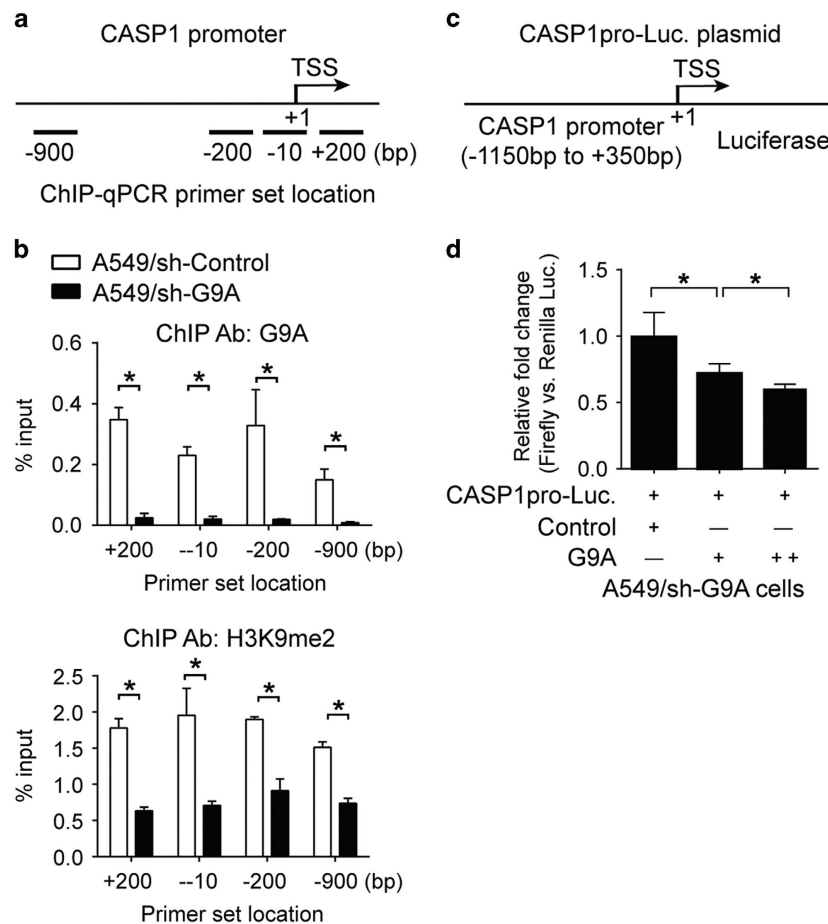 a
CASP1 promoter
TSS
+1
-900 -200 -10 +200 (bp)
ChIP-qPCR primer set location
b
A549/sh-Control
A549/sh-G9A
ChIP Ab: G9A
% input
0.6
0.4
0.2
0.0
* * * *
+200 --10 -200 -900 (bp)
Primer set location
ChIP Ab: H3K9me2
% input
2.5
2.0
1.5
1.0
0.5
0.0
* * * *
+200 --10 -200 -900 (bp)
Primer set location
c
CASP1pro-Luc. plasmid
TSS
+1
CASP1 promoter
(-1150bp to +350bp)
Luciferase
d
Relative fold change
(Firefly vs. Renilla Luc.)
1.5
1.0
0.5
0.0
* *
CASP1pro-Luc. + + +
Control + — —
G9A — + ++
A549/sh-G9A cells